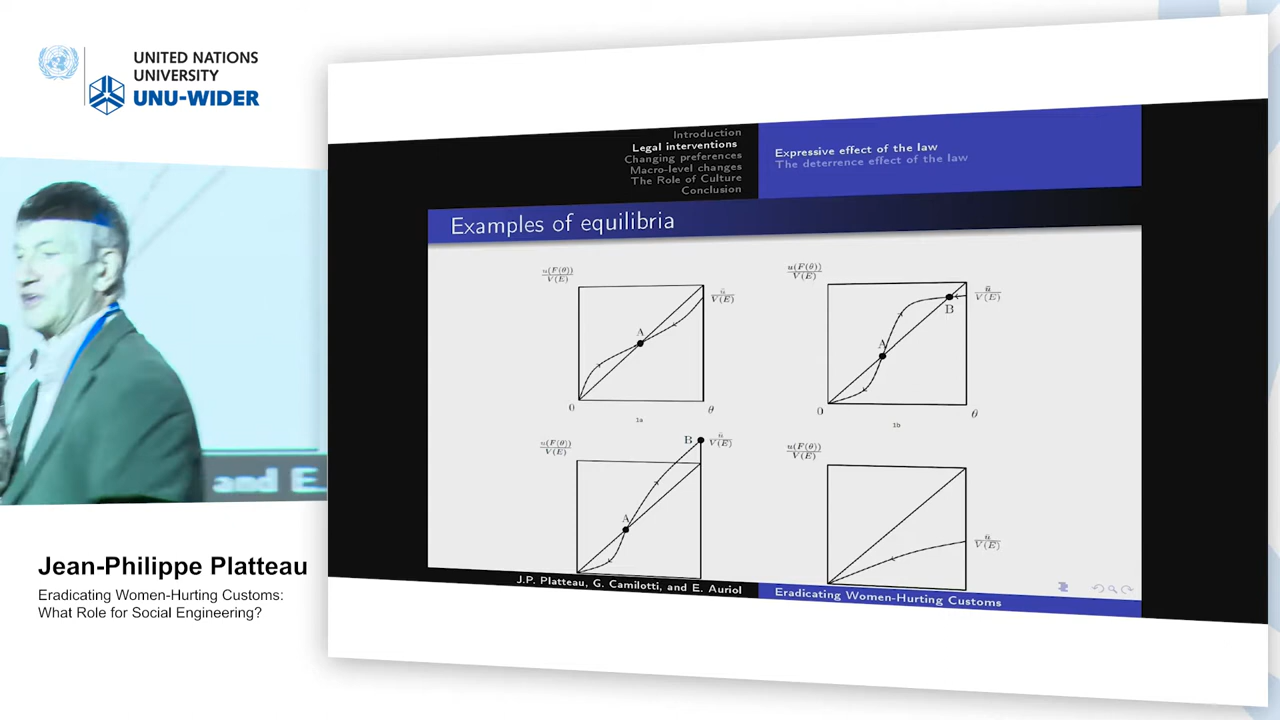 UNITED NATIONS
UNIVERSITY
UNU-WIDER
and E.
Jean-Philippe Platteau
Eradicating Women-Hurting Customs:
What Role for Social Engineering?
Introduction
Legal interventions
Changing preferences
Macro-level changes
The Role of Culture
Conclusion
Expressive effect of the law
The deterrence effect of the law
Examples of equilibria
u(F(θ))
V(E)
ū
V(E)
A
0
θ
1a
u(F(θ))
V(E)
ū
V(E)
B
A
0
θ
1b
u(F(θ))
V(E)
B
ū
V(E)
A
u(F(θ))
V(E)
ū
V(E)
J.P. Platteau, G. Camilotti, and E. Auriol
Eradicating Women-Hurting Customs